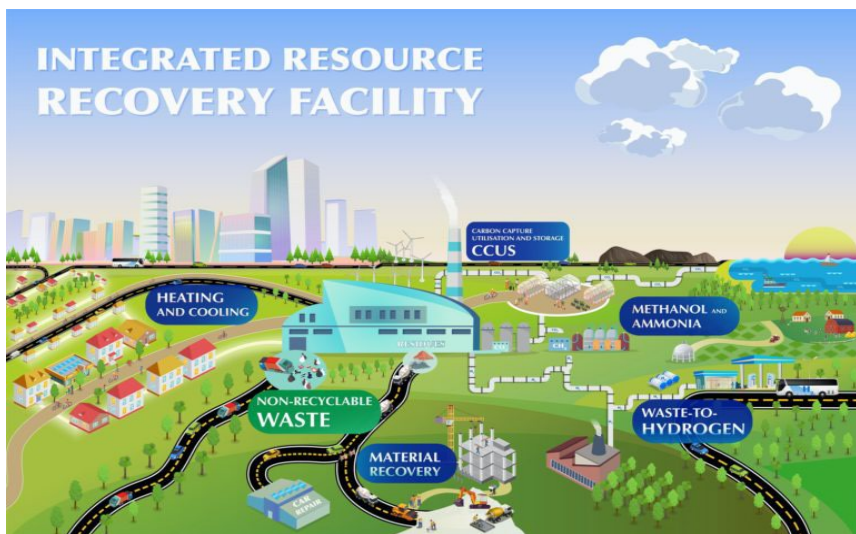 INTEGRATED RESOURCE
RECOVERY FACILITY
CARBON CAPTURE
UTILISATION AND STORAGE
CCUS
HEATING
AND COOLING
METHANOL AND
AMMONIA
NON-RECYCLABLE
WASTE
WASTE-TO-
HYDROGEN
MATERIAL
RECOVERY
CAR
REPAIR